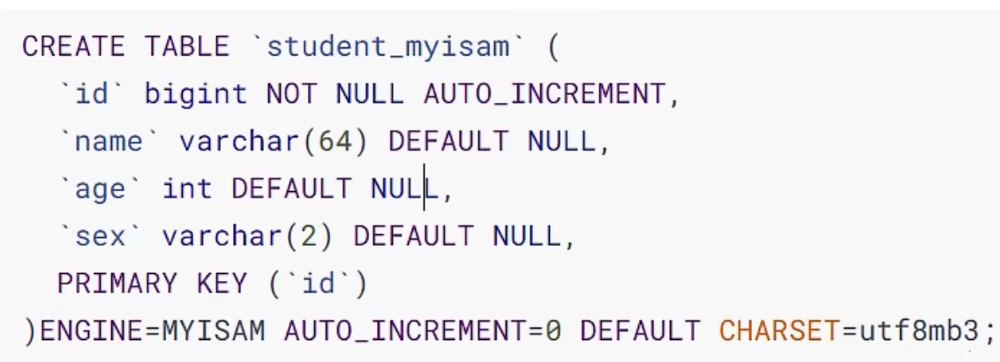 CREATE TABLE `student_myisam` (
`id` bigint NOT NULL AUTO_INCREMENT,
`name` varchar(64) DEFAULT NULL,
`age` int DEFAULT NULL,
`sex` varchar(2) DEFAULT NULL,
PRIMARY KEY (`id`)
)ENGINE=MYISAM AUTO_INCREMENT=0 DEFAULT CHARSET=utf8mb3;